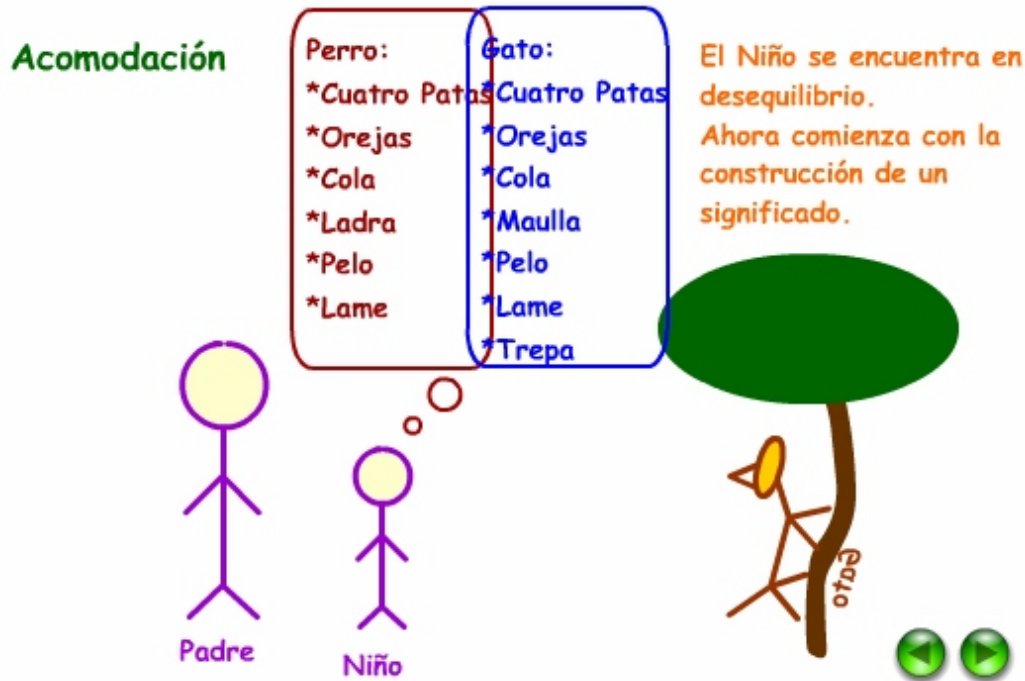 Acomodación
Perro:
*Cuatro Patas
*Orejas
*Cola
*Ladra
*Pelo
*Lame
Gato:
*Cuatro Patas
*Orejas
*Cola
*Maulla
*Pelo
*Lame
*Trepa
El Niño se encuentra en
desequilibrio.
Ahora comienza con la
construcción de un
significado.
Padre
Niño
Gato